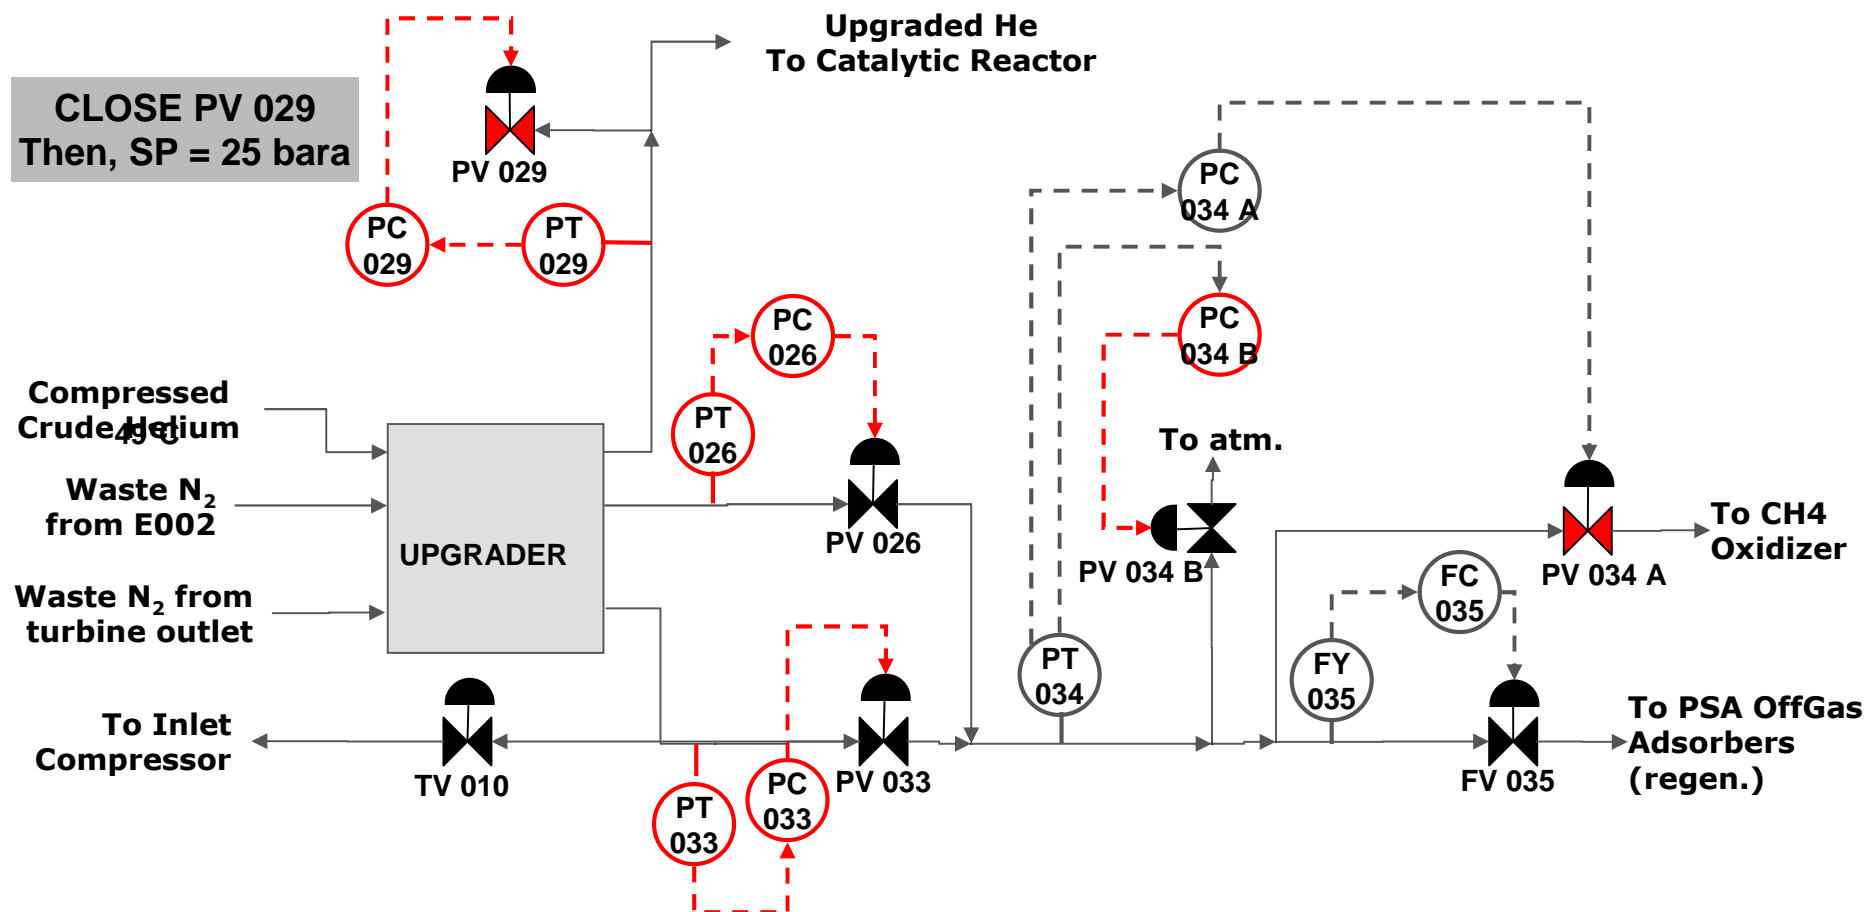 Upgraded He
To Catalytic Reactor
CLOSE PV 029
Then, SP = 25 bara
PV 029
PC
029
PT
029
PC
034 A
PC
034 B
PC
026
PT
026
Compressed
Crude Helium
45°C
Waste N2
from E002
Waste N2 from
turbine outlet
UPGRADER
PV 026
To atm.
PV 034 B
PV 034 A
To CH4
Oxidizer
FC
035
FY
035
PT
034
To Inlet
Compressor
TV 010
PT
033
PC
033
PV 033
FV 035
To PSA OffGas
Adsorbers
(regen.)